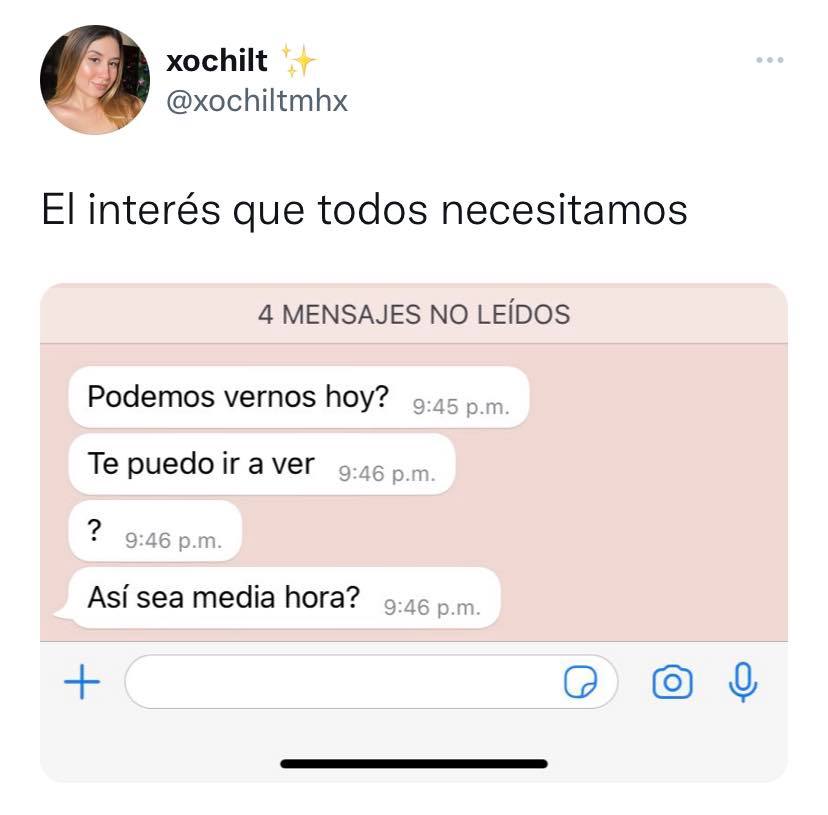 xochilt ✨
@xochiltmhx
El interés que todos necesitamos
4 MENSAJES NO LEÍDOS
Podemos vernos hoy? 9:45 p.m.
Te puedo ir a ver 9:46 p.m.
? 9:46 p.m.
Así sea media hora? 9:46 p.m.